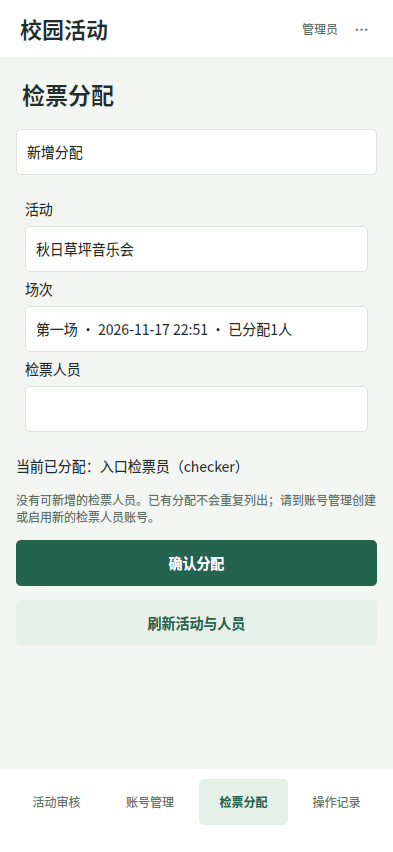 校园活动
管理员 ···
检票分配
新增分配
活动
秋日草坪音乐会
场次
第一场 · 2026-11-17 22:51 · 已分配1人
检票人员
当前已分配：入口检票员（checker）
没有可新增的检票人员。已有分配不会重复列出；请到账号管理创建
或启用新的检票人员账号。
确认分配
刷新活动与人员
活动审核 账号管理 检票分配 操作记录